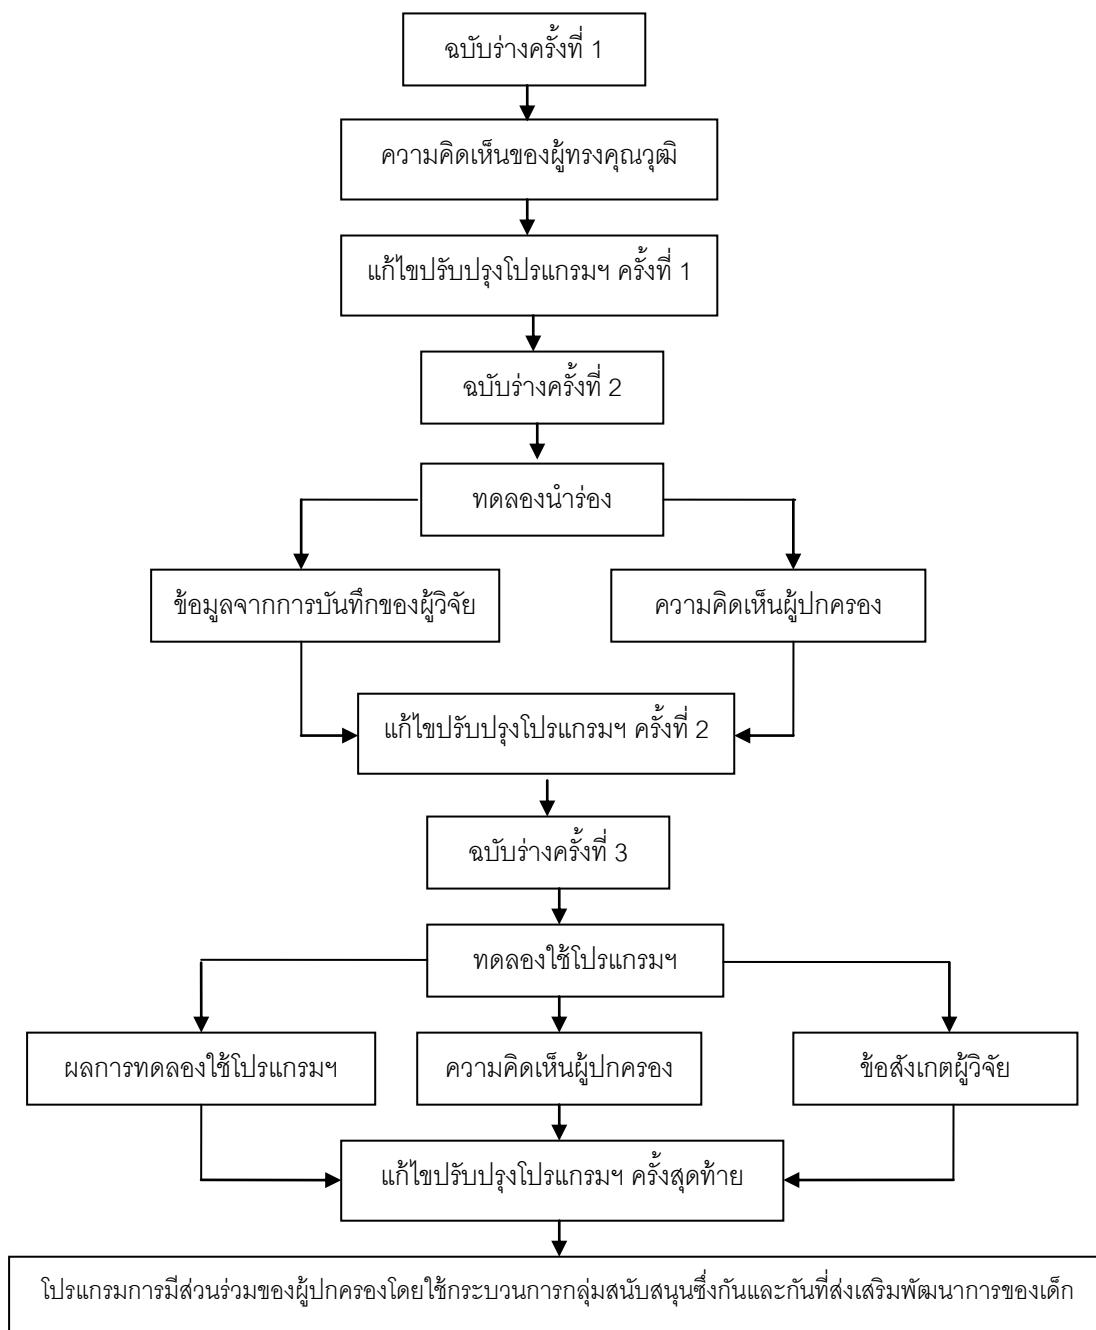 ฉบับร่างครั้งที่ 1
ความคิดเห็นของผู้ทรงคุณวุฒิ
แก้ไขปรับปรุงโปรแกรมฯ ครั้งที่ 1
ฉบับร่างครั้งที่ 2
ทดลองนำร่อง
ข้อมูลจากการบันทึกของผู้วิจัย
ความคิดเห็นผู้ปกครอง
แก้ไขปรับปรุงโปรแกรมฯ ครั้งที่ 2
ฉบับร่างครั้งที่ 3
ทดลองใช้โปรแกรมฯ
ผลการทดลองใช้โปรแกรมฯ
ความคิดเห็นผู้ปกครอง
ข้อสังเกตผู้วิจัย
แก้ไขปรับปรุงโปรแกรมฯ ครั้งสุดท้าย
โปรแกรมการมีส่วนร่วมของผู้ปกครองโดยใช้กระบวนการกลุ่มสนับสนุนซึ่งกันและกันที่ส่งเสริมพัฒนาการของเด็ก